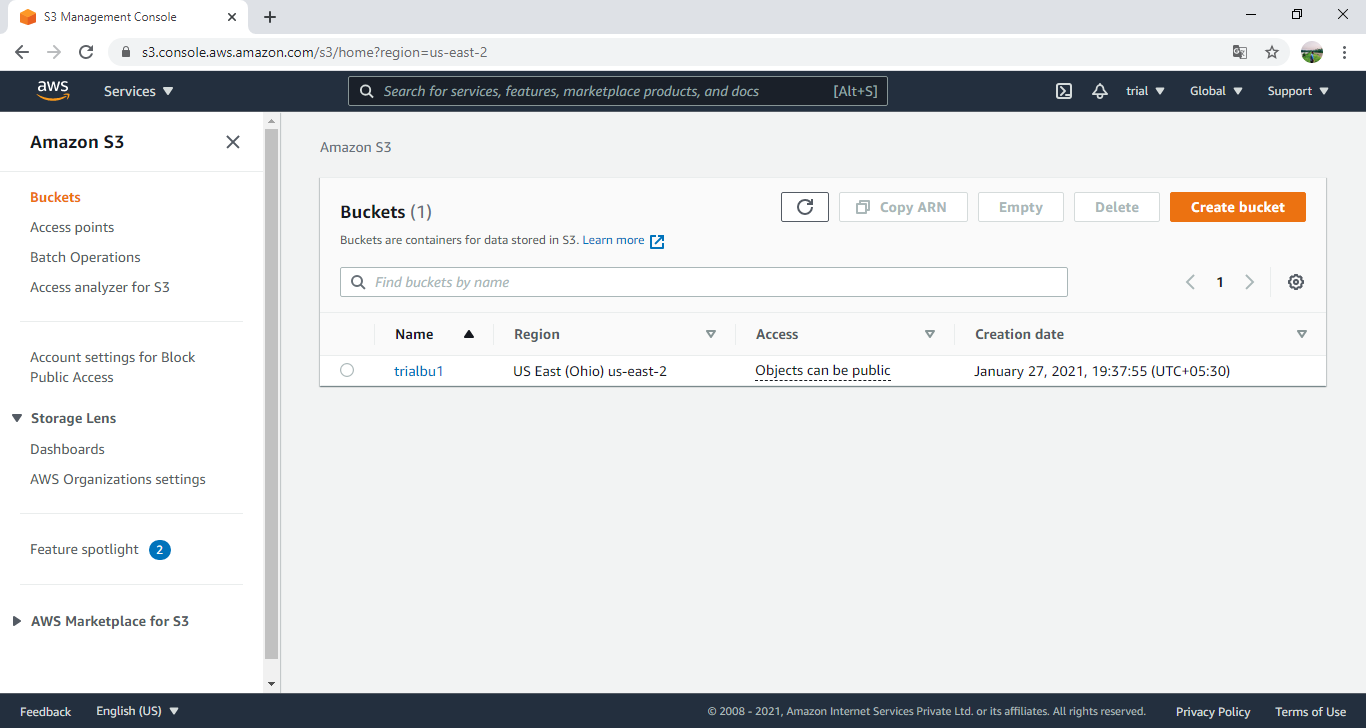 S3 Management Console
s3.console.aws.amazon.com/s3/home?region=us-east-2
aws Services Search for services, features, marketplace products, and docs [Alt+S] trial Global Support
Amazon S3
Buckets
Access points
Batch Operations
Access analyzer for S3
Account settings for Block
Public Access
Storage Lens
Dashboards
AWS Organizations settings
Feature spotlight 2
AWS Marketplace for S3
Amazon S3
Buckets (1) Copy ARN Empty Delete Create bucket
Buckets are containers for data stored in S3. Learn more
Find buckets by name 1
Name Region Access Creation date
trialbu1 US East (Ohio) us-east-2 Objects can be public January 27, 2021, 19:37:55 (UTC+05:30)
Feedback English (US) © 2008 - 2021, Amazon Internet Services Private Ltd. or its affiliates. All rights reserved. Privacy Policy Terms of Use